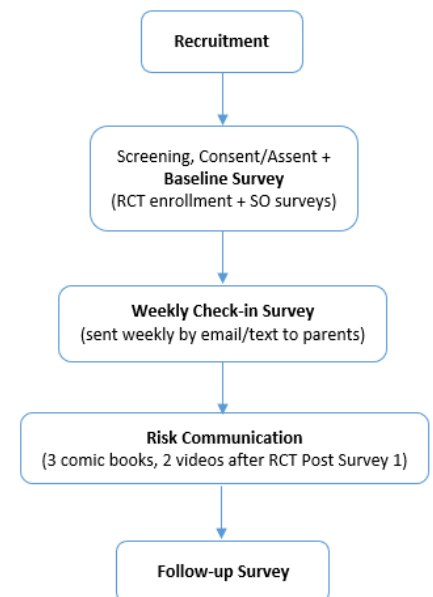 Recruitment
Screening, Consent/Assent +
Baseline Survey
(RCT enrollment + SO surveys)
Weekly Check-in Survey
(sent weekly by email/text to parents)
Risk Communication
(3 comic books, 2 videos after RCT Post Survey 1)
Follow-up Survey